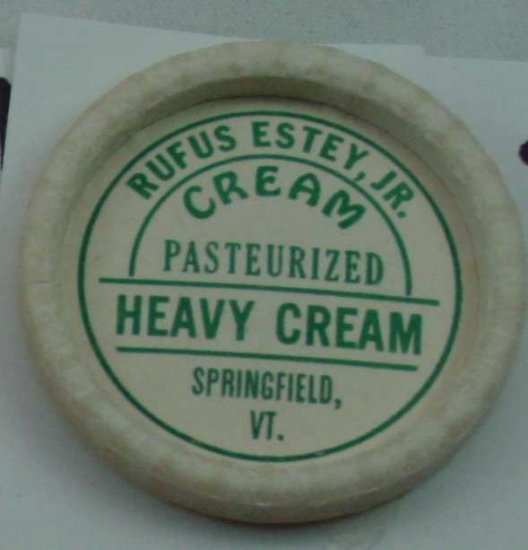 RUFUS ESTEY, JR.
CREAM
PASTEURIZED
HEAVY CREAM
SPRINGFIELD,
VT.